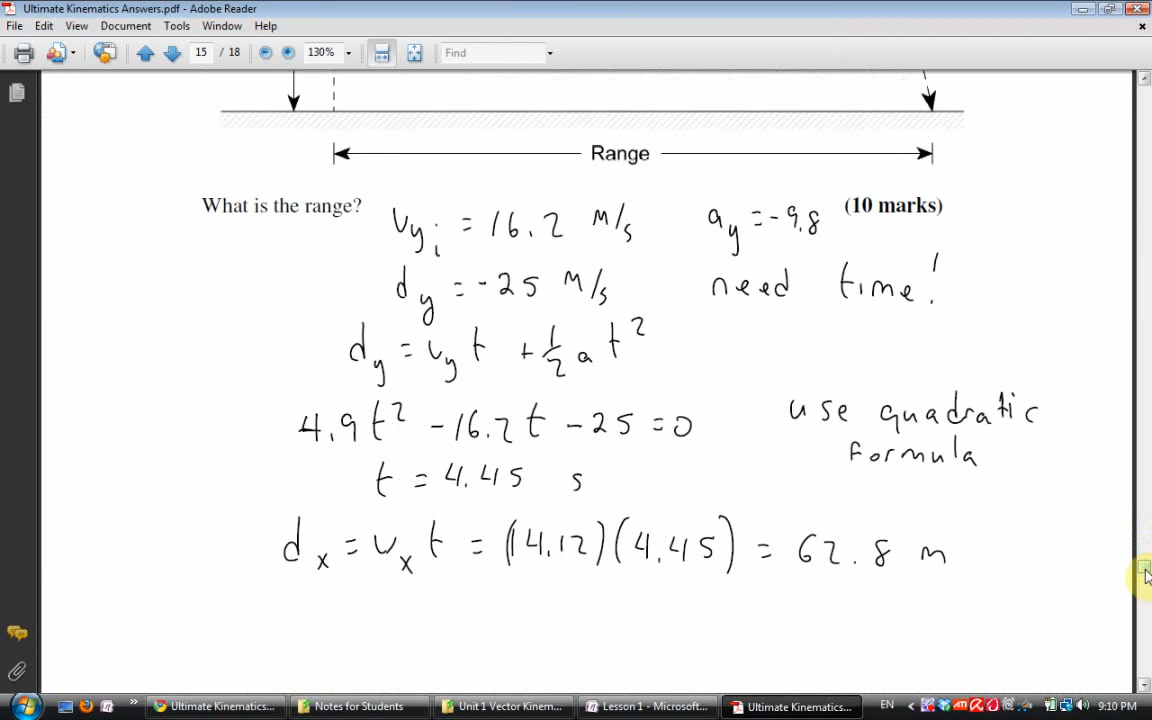 Ultimate Kinematics Answers.pdf - Adobe Reader
File Edit View Document Tools Window Help
15 / 18 130% Find
Range
What is the range? (10 marks)
vyi = 16.2 m/s ay = -9.8
dy = -25 m/s need time!
dy = vyt + 1/2 at²
4.9t² - 16.2t - 25 = 0 use quadratic
formula
t = 4.45 s
dx = vxt = (14.12)(4.45) = 62.8 m
Ultimate Kinematics... Notes for Students Unit 1 Vector Kinem... Lesson 1 - Microsoft... Ultimate Kinematics... EN 9:10 PM